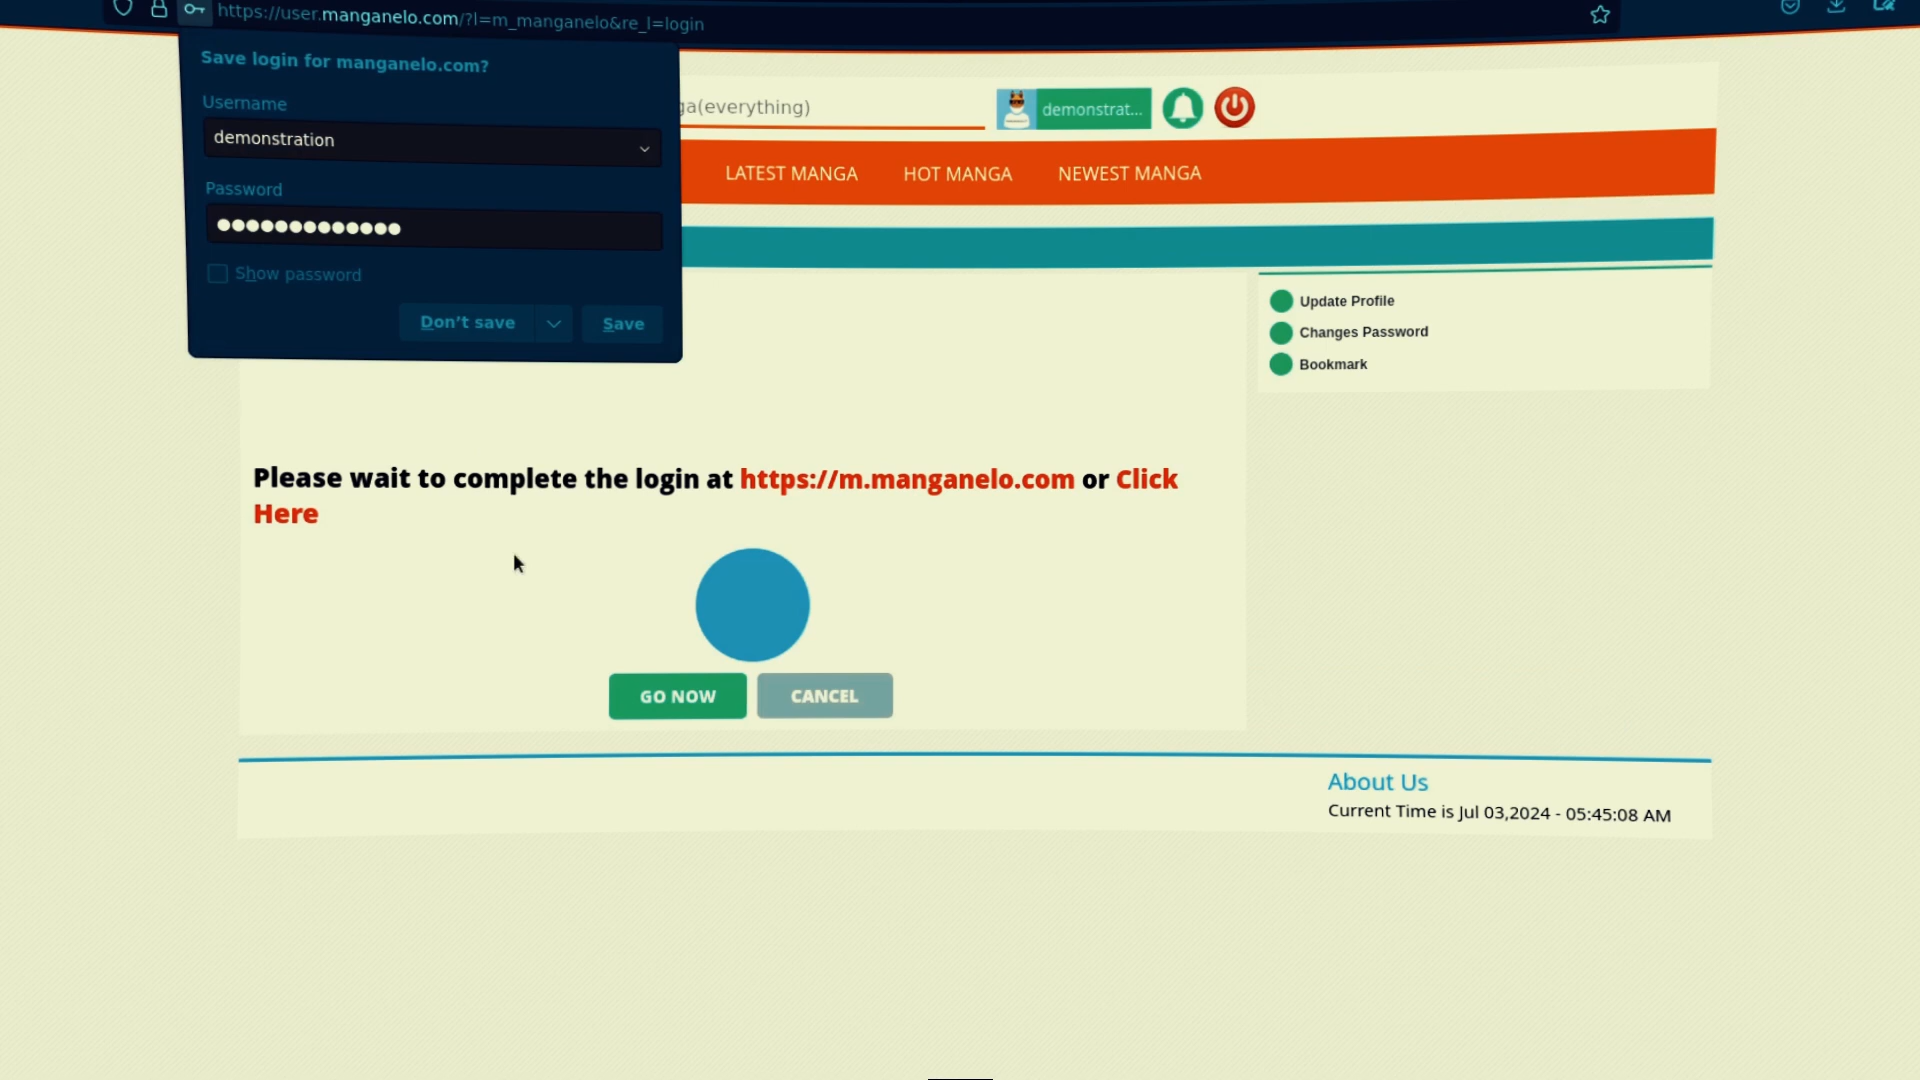 https://user.manganelo.com/?l=m_manganelo&re_l=login
Save login for manganelo.com?
Username
demonstration
Password
●●●●●●●●●●●●●
Show password
Don’t save
Save
ga(everything)
demonstrat...
LATEST MANGA HOT MANGA NEWEST MANGA
Update Profile
Changes Password
Bookmark
Please wait to complete the login at https://m.manganelo.com or Click
Here
GO NOW CANCEL
About Us
Current Time is Jul 03,2024 - 05:45:08 AM